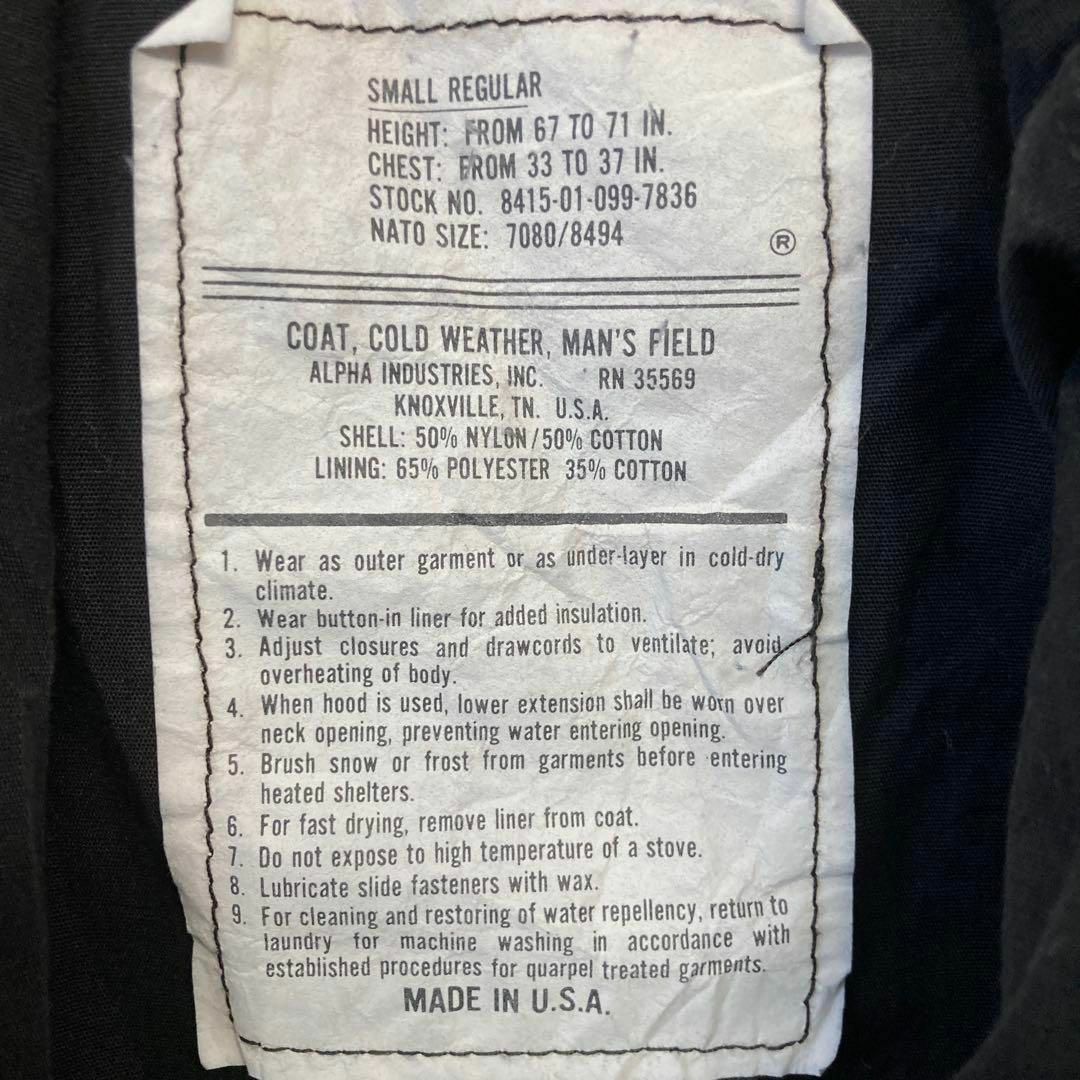 SMALL REGULAR
HEIGHT: FROM 67 TO 71 IN.
CHEST: FROM 33 TO 37 IN.
STOCK NO. 8415-01-099-7836
NATO SIZE: 7080/8494
®
COAT, COLD WEATHER, MAN'S FIELD
ALPHA INDUSTRIES, INC. RN 35569
KNOXVILLE, TN. U.S.A.
SHELL: 50% NYLON/50% COTTON
LINING: 65% POLYESTER 35% COTTON
1. Wear as outer garment or as under-layer in cold-dry
climate.
2. Wear button-in liner for added insulation.
3. Adjust closures and drawcords to ventilate; avoid
overheating of body.
4. When hood is used, lower extension shall be worn over
neck opening, preventing water entering opening.
5. Brush snow or frost from garments before entering
heated shelters.
6. For fast drying, remove liner from coat.
7. Do not expose to high temperature of a stove.
8. Lubricate slide fasteners with wax.
9. For cleaning and restoring of water repellency, return to
laundry for machine washing in accordance with
established procedures for quarpel treated garments.
MADE IN U.S.A.